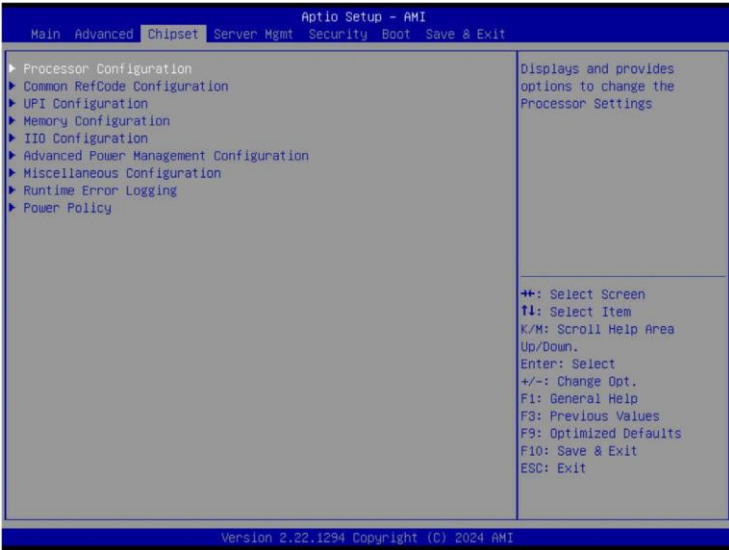 Aptio Setup – AMI
Main Advanced Chipset Server Mgmt Security Boot Save & Exit
Processor Configuration
Common RefCode Configuration
UPI Configuration
Memory Configuration
IIO Configuration
Advanced Power Management Configuration
Miscellaneous Configuration
Runtime Error Logging
Power Policy
Displays and provides
options to change the
Processor Settings
→←: Select Screen
↑↓: Select Item
K/M: Scroll Help Area
Up/Down.
Enter: Select
+/-: Change Opt.
F1: General Help
F3: Previous Values
F9: Optimized Defaults
F10: Save & Exit
ESC: Exit
Version 2.22.1294 Copyright (C) 2024 AMI